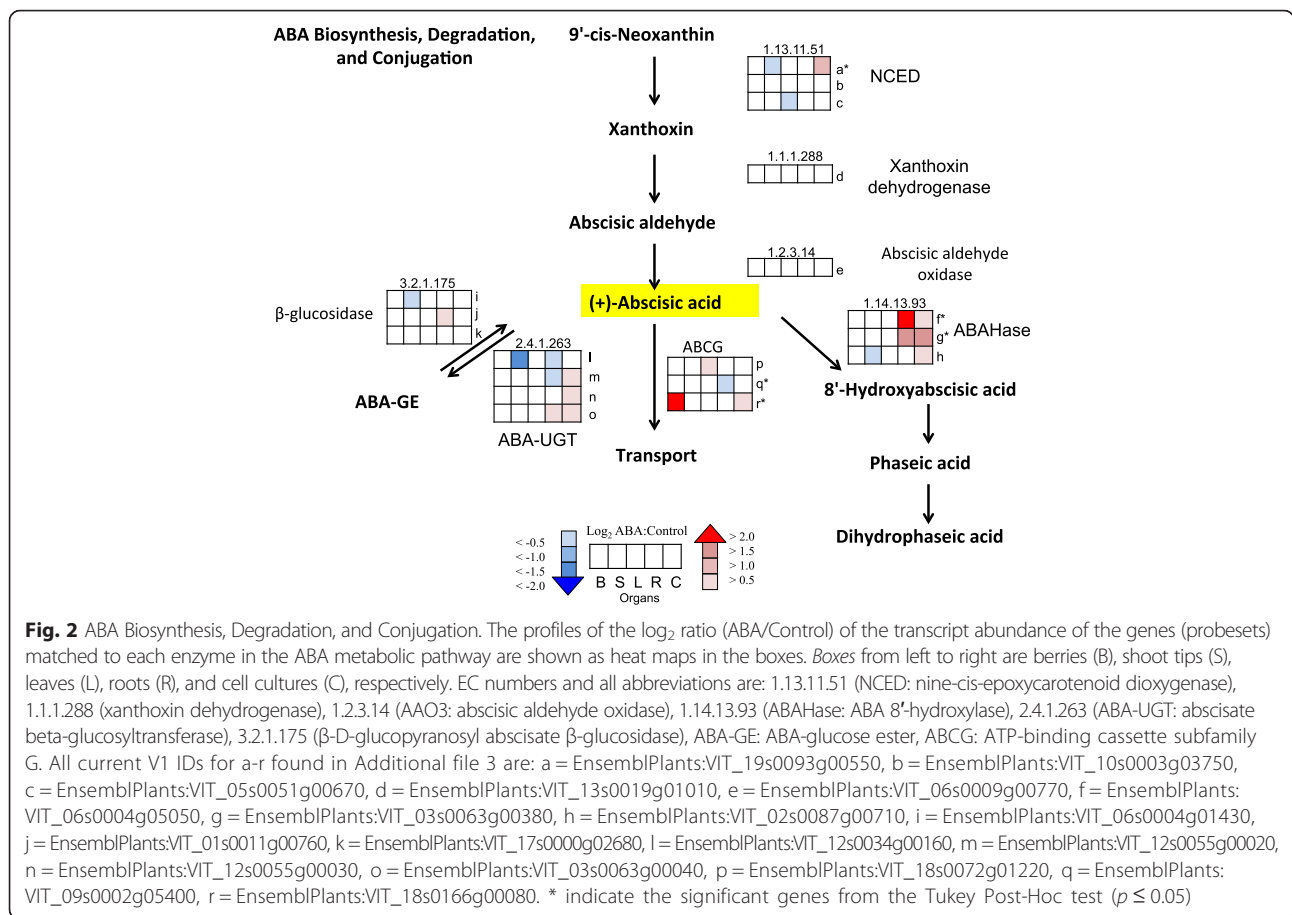 ABA Biosynthesis, Degradation,
and Conjugation
9'-cis-Neoxanthin
1.13.11.51
a*
b
c
NCED
Xanthoxin
1.1.1.288
d
Xanthoxin
dehydrogenase
Abscisic aldehyde
1.2.3.14
e
Abscisic aldehyde
oxidase
3.2.1.175
i
j
k
β-glucosidase
(+)-Abscisic acid
1.14.13.93
f*
g*
h
ABAHase
2.4.1.263
l
m
n
o
ABA-UGT
ABCG
p
q*
r*
ABA-GE
8'-Hydroxyabscisic acid
Transport
Phaseic acid
Dihydrophaseic acid
Log2 ABA:Control
< -0.5
< -1.0
< -1.5
< -2.0
> 2.0
> 1.5
> 1.0
> 0.5
B S L R C
Organs
Fig. 2 ABA Biosynthesis, Degradation, and Conjugation. The profiles of the log2 ratio (ABA/Control) of the transcript abundance of the genes (probesets)
matched to each enzyme in the ABA metabolic pathway are shown as heat maps in the boxes. Boxes from left to right are berries (B), shoot tips (S),
leaves (L), roots (R), and cell cultures (C), respectively. EC numbers and all abbreviations are: 1.13.11.51 (NCED: nine-cis-epoxycarotenoid dioxygenase),
1.1.1.288 (xanthoxin dehydrogenase), 1.2.3.14 (AAO3: abscisic aldehyde oxidase), 1.14.13.93 (ABAHase: ABA 8′-hydroxylase), 2.4.1.263 (ABA-UGT: abscisate
beta-glucosyltransferase), 3.2.1.175 (β-D-glucopyranosyl abscisate β-glucosidase), ABA-GE: ABA-glucose ester, ABCG: ATP-binding cassette subfamily
G. All current V1 IDs for a-r found in Additional file 3 are: a = EnsemblPlants:VIT_19s0093g00550, b = EnsemblPlants:VIT_10s0003g03750,
c = EnsemblPlants:VIT_05s0051g00670, d = EnsemblPlants:VIT_13s0019g01010, e = EnsemblPlants:VIT_06s0009g00770, f = EnsemblPlants:
VIT_06s0004g05050, g = EnsemblPlants:VIT_03s0063g00380, h = EnsemblPlants:VIT_02s0087g00710, i = EnsemblPlants:VIT_06s0004g01430,
j = EnsemblPlants:VIT_01s0011g00760, k = EnsemblPlants:VIT_17s0000g02680, l = EnsemblPlants:VIT_12s0034g00160, m = EnsemblPlants:VIT_12s0055g00020,
n = EnsemblPlants:VIT_12s0055g00030, o = EnsemblPlants:VIT_03s0063g00040, p = EnsemblPlants:VIT_18s0072g01220, q = EnsemblPlants:
VIT_09s0002g05400, r = EnsemblPlants:VIT_18s0166g00080. * indicate the significant genes from the Tukey Post-Hoc test (p ≤ 0.05)